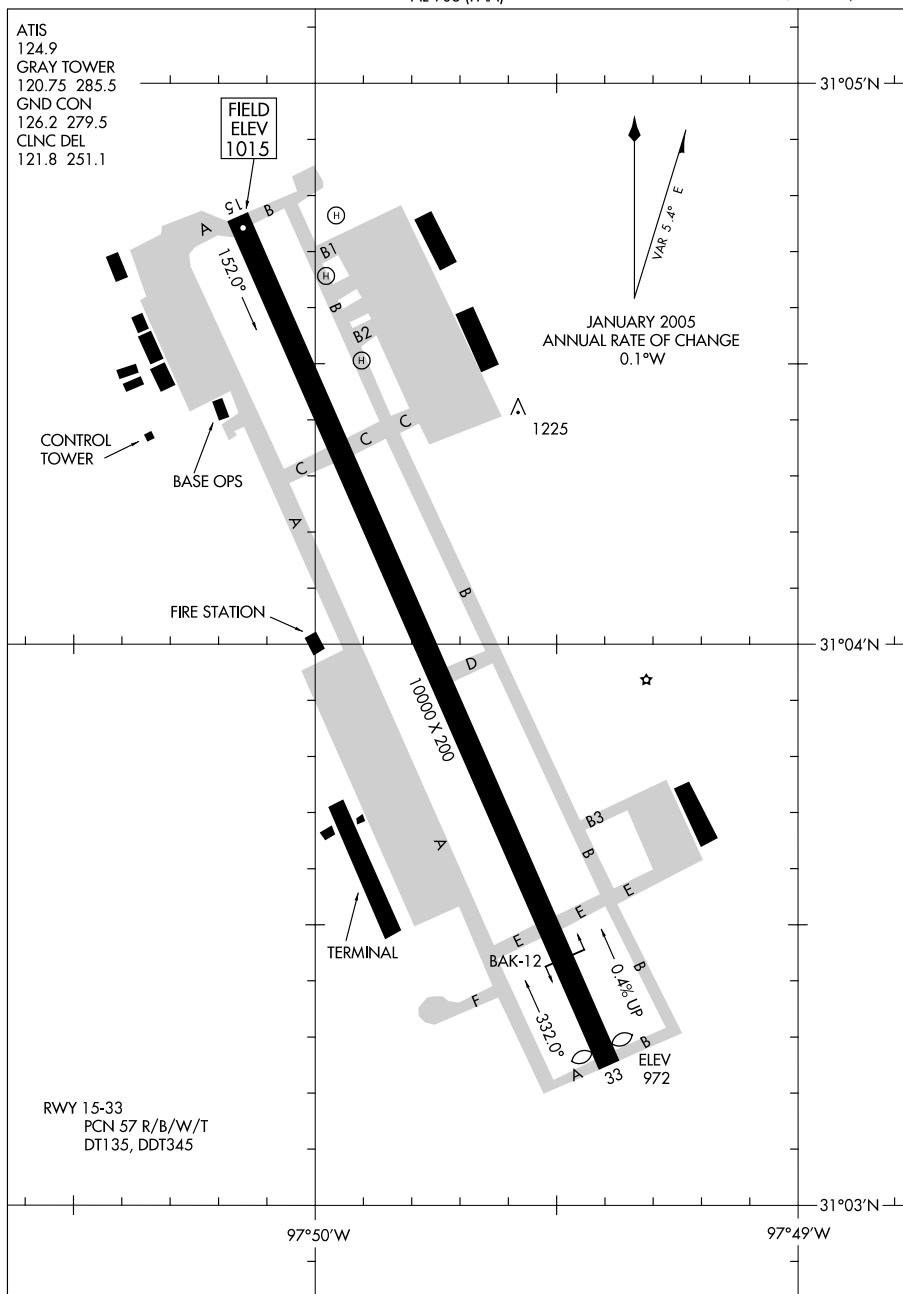 AL-788 (FAA)
ATIS
124.9
GRAY TOWER
120.75 285.5
GND CON
126.2 279.5
CLNC DEL
121.8 251.1
FIELD
ELEV
1015
31°05'N
15
B
A
H
B1
152.0°
H
B
B2
H
VAR 5.4° E
JANUARY 2005
ANNUAL RATE OF CHANGE
0.1°W
1225
CONTROL
TOWER
BASE OPS
C
C
C
A
B
FIRE STATION
31°04'N
D
10000 X 200
B3
A
B
E
E
E
TERMINAL
BAK-12
B
0.4% UP
F
332.0°
B
A
33
ELEV
972
RWY 15-33
PCN 57 R/B/W/T
DT135, DDT345
31°03'N
97°50'W
97°49'W